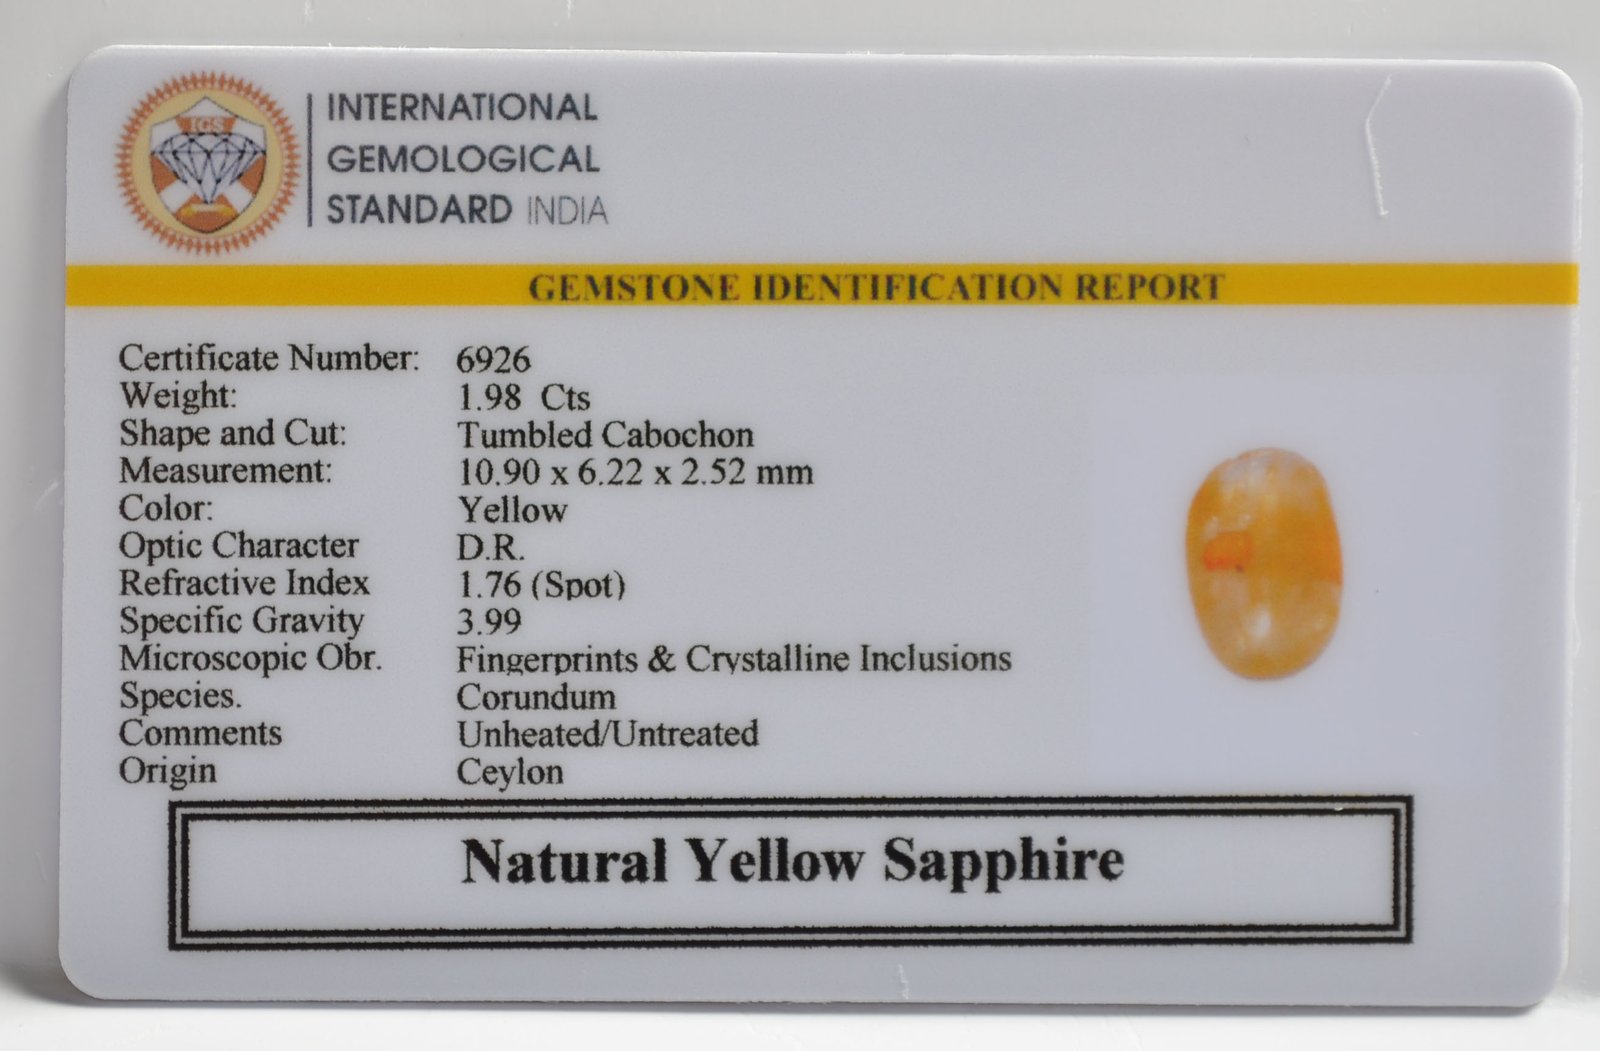 IGS
INTERNATIONAL
GEMOLOGICAL
STANDARD INDIA
GEMSTONE IDENTIFICATION REPORT
Certificate Number: 6926
Weight: 1.98 Cts
Shape and Cut: Tumbled Cabochon
Measurement: 10.90 x 6.22 x 2.52 mm
Color: Yellow
Optic Character D.R.
Refractive Index 1.76 (Spot)
Specific Gravity 3.99
Microscopic Obr. Fingerprints & Crystalline Inclusions
Species. Corundum
Comments Unheated/Untreated
Origin Ceylon
Natural Yellow Sapphire